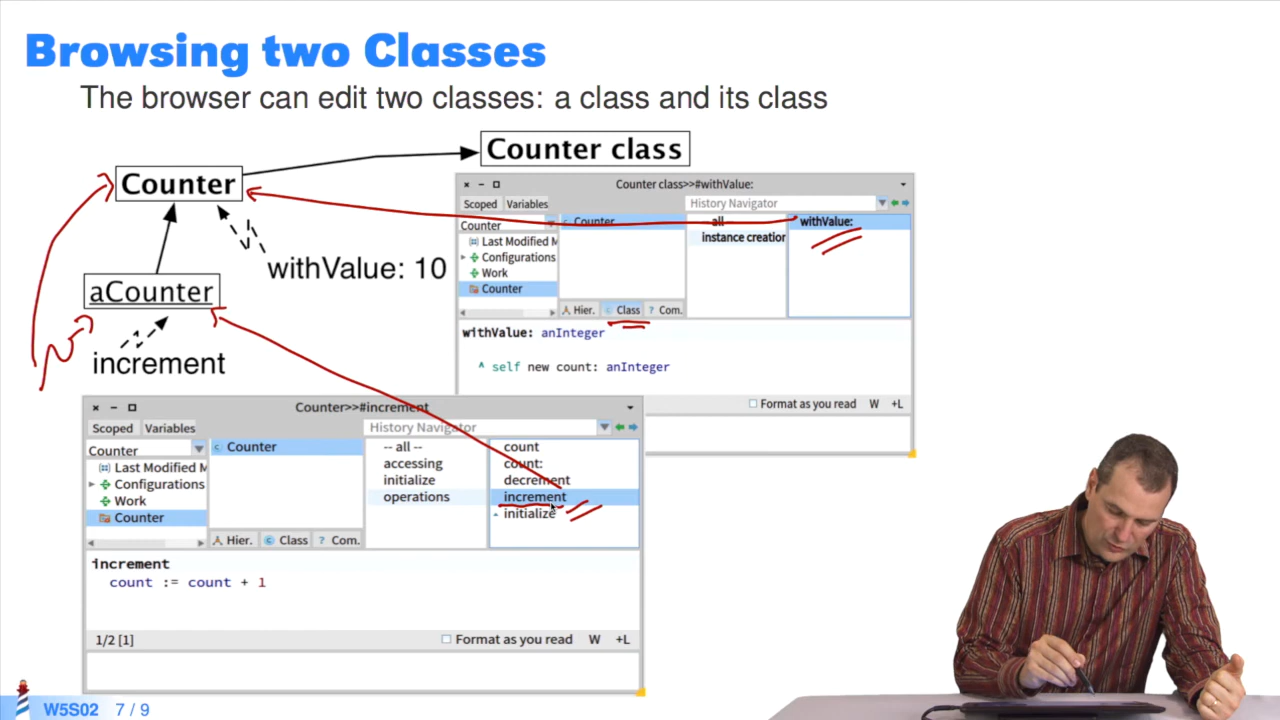 Browsing two Classes
The browser can edit two classes: a class and its class
Counter class
Counter
withValue: 10
aCounter
increment
Counter class>>#withValue:
Scoped Variables
History Navigator
Counter
Counter
-- all --
withValue:
Last Modified M
instance creation
Configurations
Work
Counter
Hier. Class ? Com.
withValue: anInteger
^ self new count: anInteger
Format as you read W +L
Counter>>#increment
Scoped Variables
History Navigator
Counter
Counter
-- all --
count
Last Modified M
accessing
count:
Configurations
initialize
decrement
Work
operations
increment
Counter
initialize
Hier. Class ? Com.
increment
count := count + 1
1/2 [1]
Format as you read W +L
W5S02 7 / 9